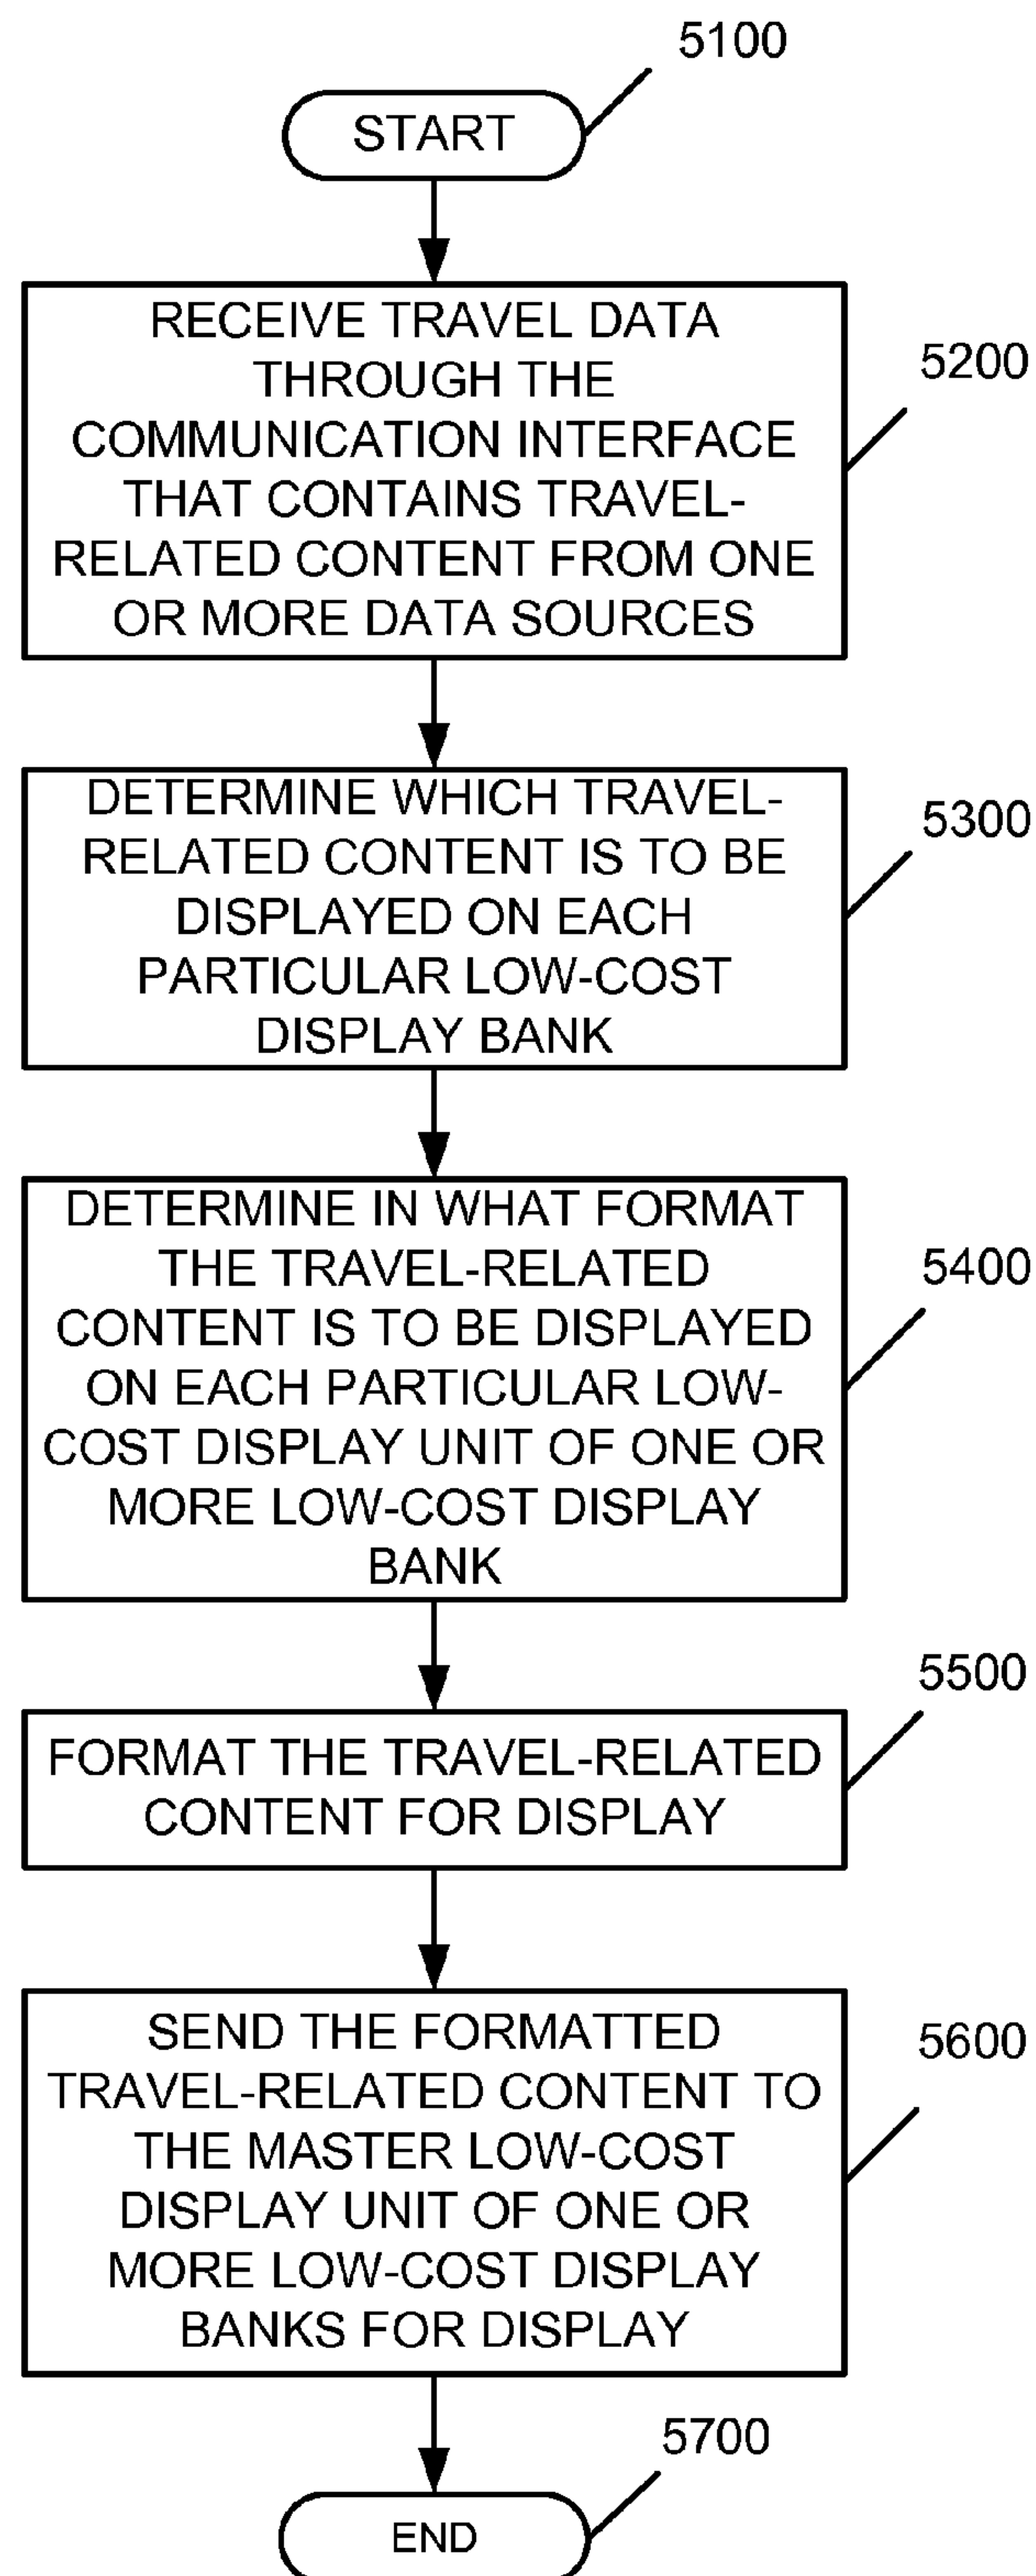 5100
START
RECEIVE TRAVEL DATA
THROUGH THE
COMMUNICATION INTERFACE
THAT CONTAINS TRAVEL-
RELATED CONTENT FROM ONE
OR MORE DATA SOURCES
5200
DETERMINE WHICH TRAVEL-
RELATED CONTENT IS TO BE
DISPLAYED ON EACH
PARTICULAR LOW-COST
DISPLAY BANK
5300
DETERMINE IN WHAT FORMAT
THE TRAVEL-RELATED
CONTENT IS TO BE DISPLAYED
ON EACH PARTICULAR LOW-
COST DISPLAY UNIT OF ONE OR
MORE LOW-COST DISPLAY
BANK
5400
FORMAT THE TRAVEL-RELATED
CONTENT FOR DISPLAY
5500
SEND THE FORMATTED
TRAVEL-RELATED CONTENT TO
THE MASTER LOW-COST
DISPLAY UNIT OF ONE OR
MORE LOW-COST DISPLAY
BANKS FOR DISPLAY
5600
5700
END